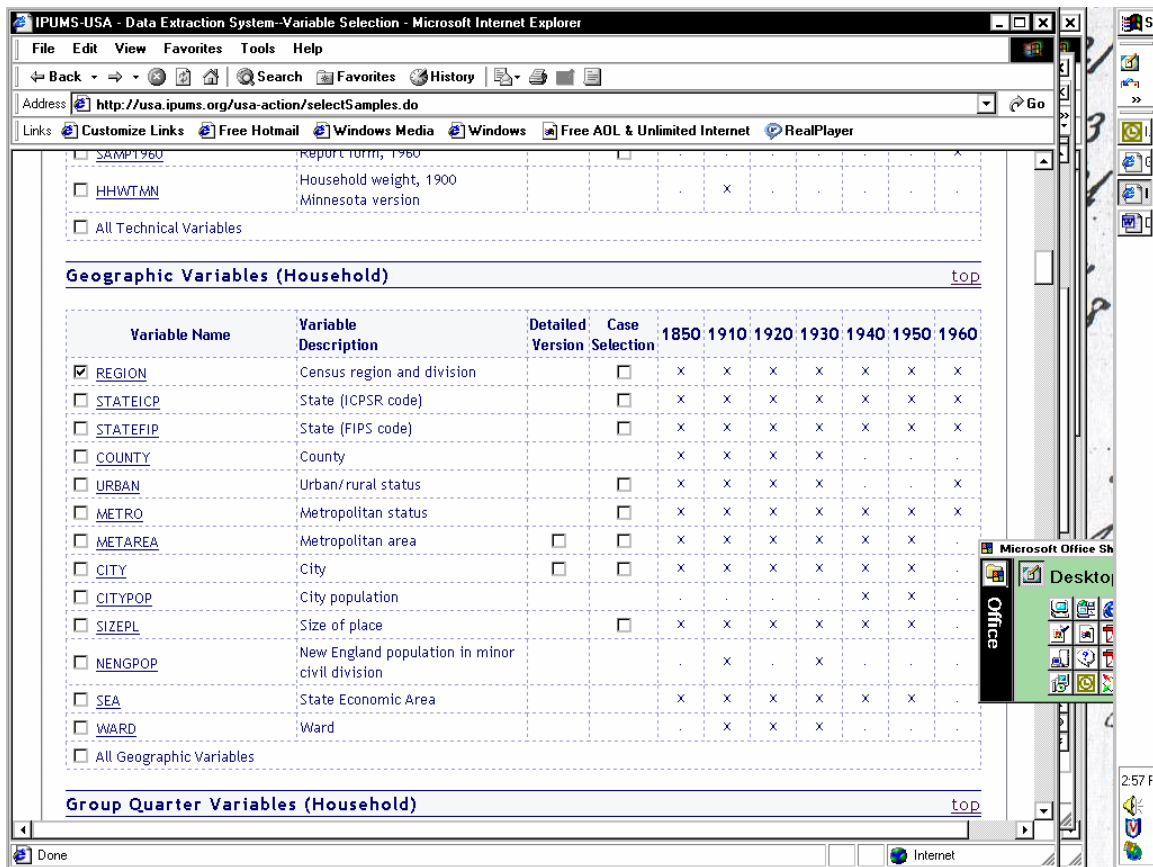 IPUMS-USA - Data Extraction System--Variable Selection - Microsoft Internet Explorer
File Edit View Favorites Tools Help
Back Search Favorites History
Address http://usa.ipums.org/usa-action/selectSamples.do Go
Links Customize Links Free Hotmail Windows Media Windows Free AOL & Unlimited Internet RealPlayer
SAMP1960 Report form, 1960 . . . . . . x
HHWTMN Household weight, 1900 Minnesota version . x . . . . .
All Technical Variables
Geographic Variables (Household) top
Variable Name Variable Description Detailed Version Case Selection 1850 1910 1920 1930 1940 1950 1960
REGION Census region and division x x x x x x x
STATEICP State (ICPSR code) x x x x x x x
STATEFIP State (FIPS code) x x x x x x x
COUNTY County x x x x . . .
URBAN Urban/rural status x x x x . . x
METRO Metropolitan status x x x x x x x
METAREA Metropolitan area x x x x x x .
CITY City x x x x x x .
CITYPOP City population . . . . x x .
SIZEPL Size of place x x x x x x x
NENGPOP New England population in minor civil division . x . x . . .
SEA State Economic Area x x x x x x .
WARD Ward . x x x . . .
All Geographic Variables
Group Quarter Variables (Household) top
Done Internet
Microsoft Office Sh
Office
Deskto
2:57